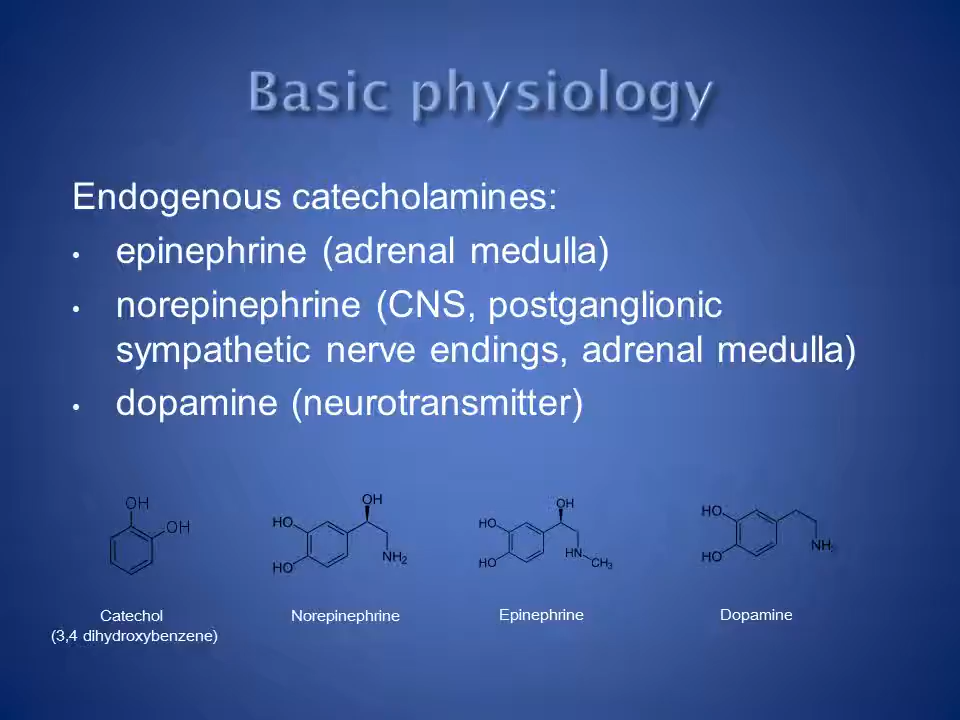 Basic physiology
Endogenous catecholamines:
• epinephrine (adrenal medulla)
• norepinephrine (CNS, postganglionic
sympathetic nerve endings, adrenal medulla)
• dopamine (neurotransmitter)
OH
OH
OH
HO
HO
NH2
OH
HO
HO
HN
CH3
HO
HO
NH2
Catechol
(3,4 dihydroxybenzene)
Norepinephrine
Epinephrine
Dopamine